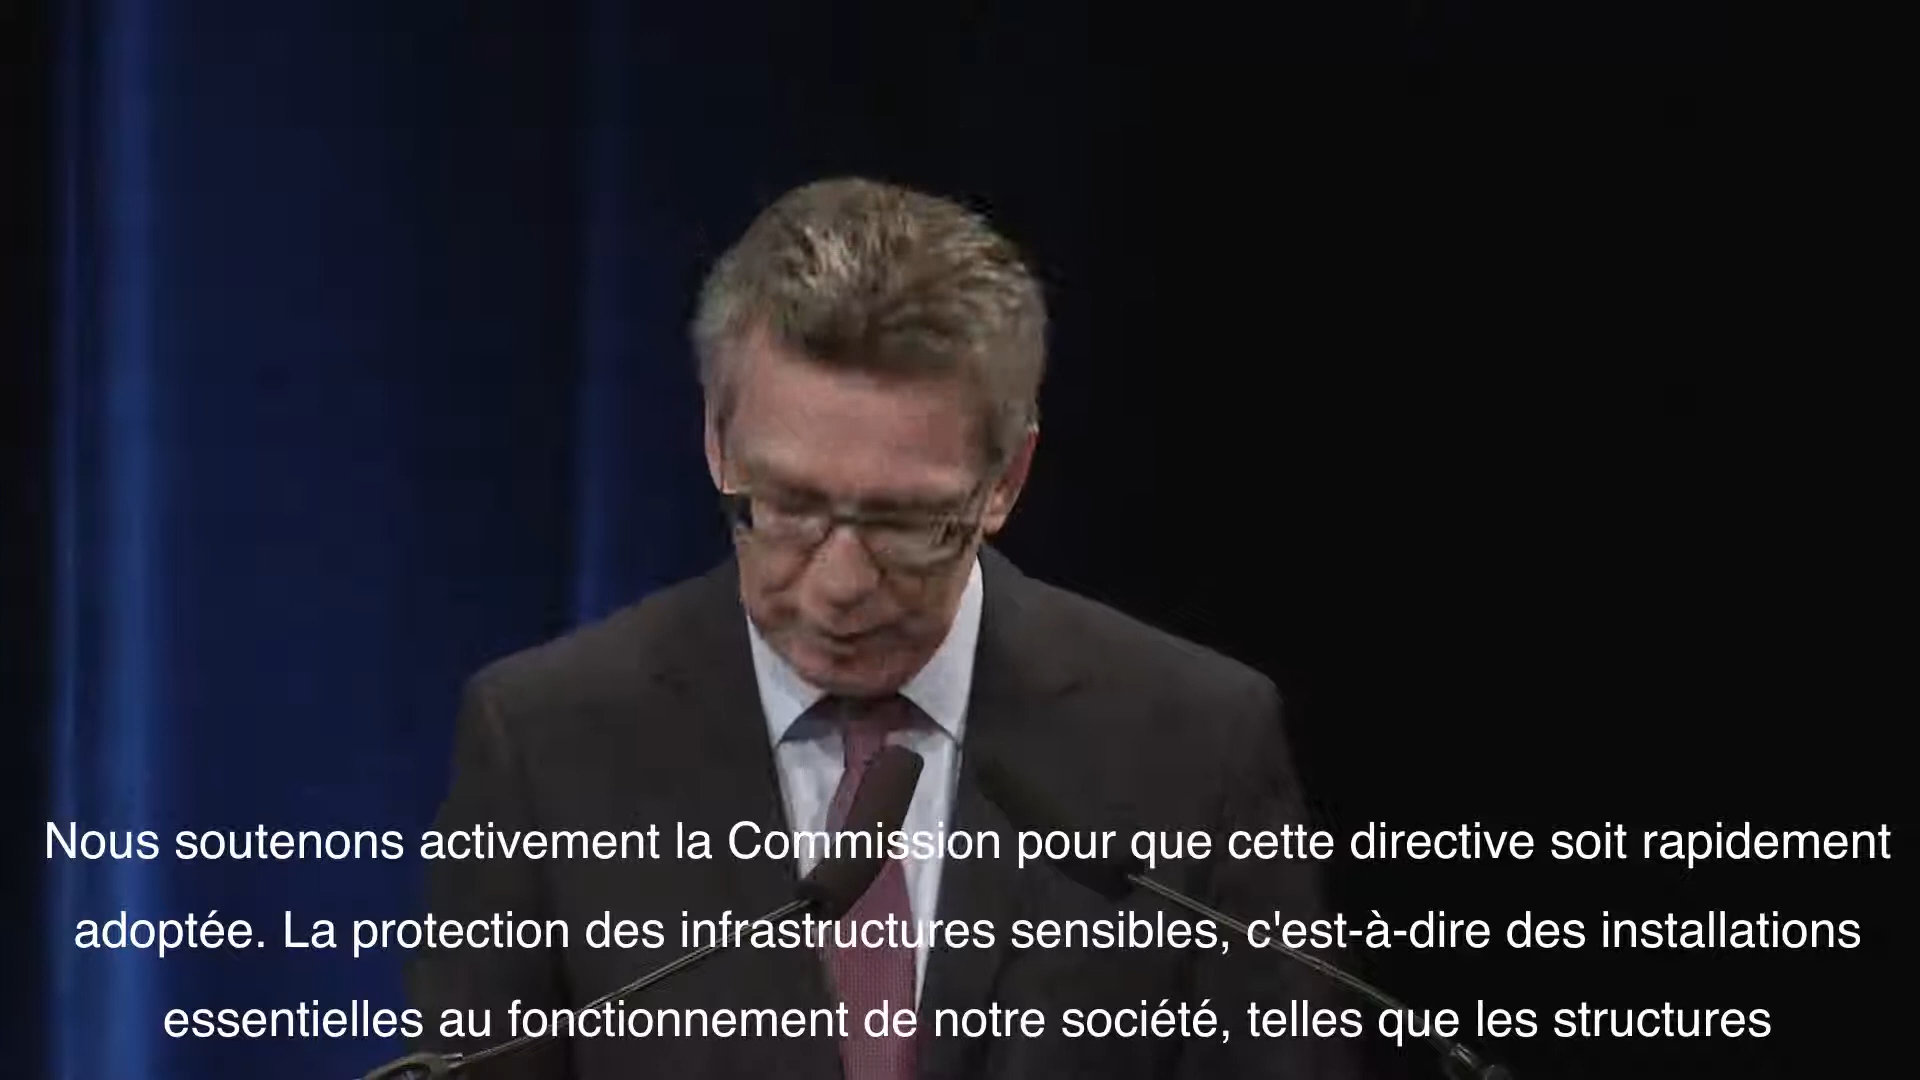 Nous soutenons activement la Commission pour que cette directive soit rapidement
adoptée. La protection des infrastructures sensibles, c'est-à-dire des installations
essentielles au fonctionnement de notre société, telles que les structures